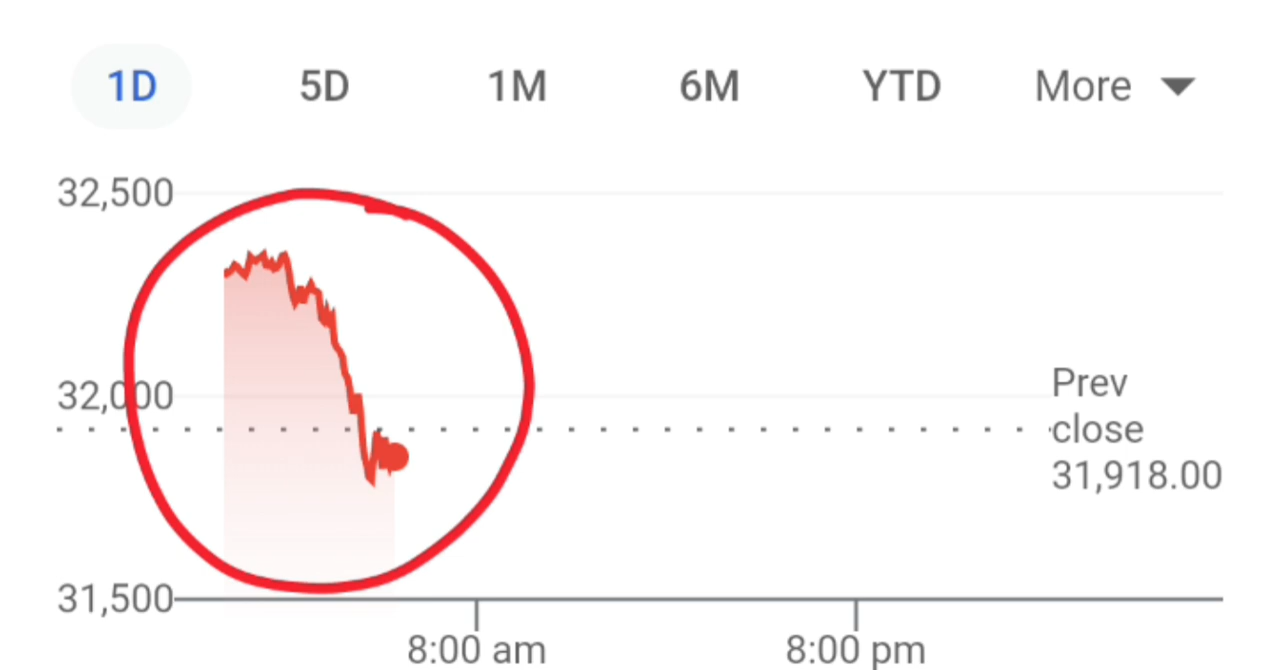 1D 5D 1M 6M YTD More
32,500
32,000
Prev
close
31,918.00
31,500
8:00 am 8:00 pm